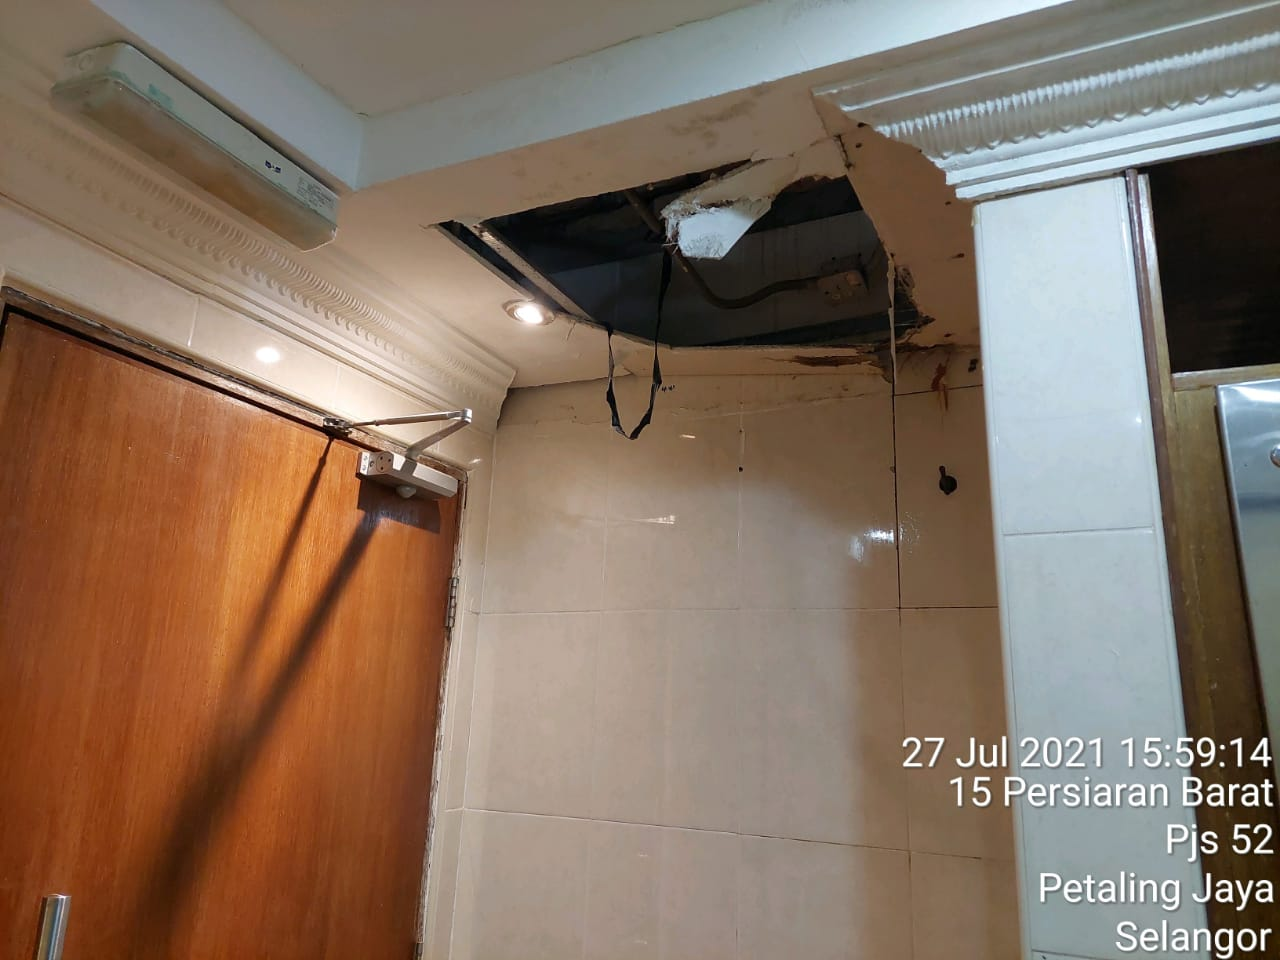 27 Jul 2021 15:59:14
15 Persiaran Barat
Pjs 52
Petaling Jaya
Selangor